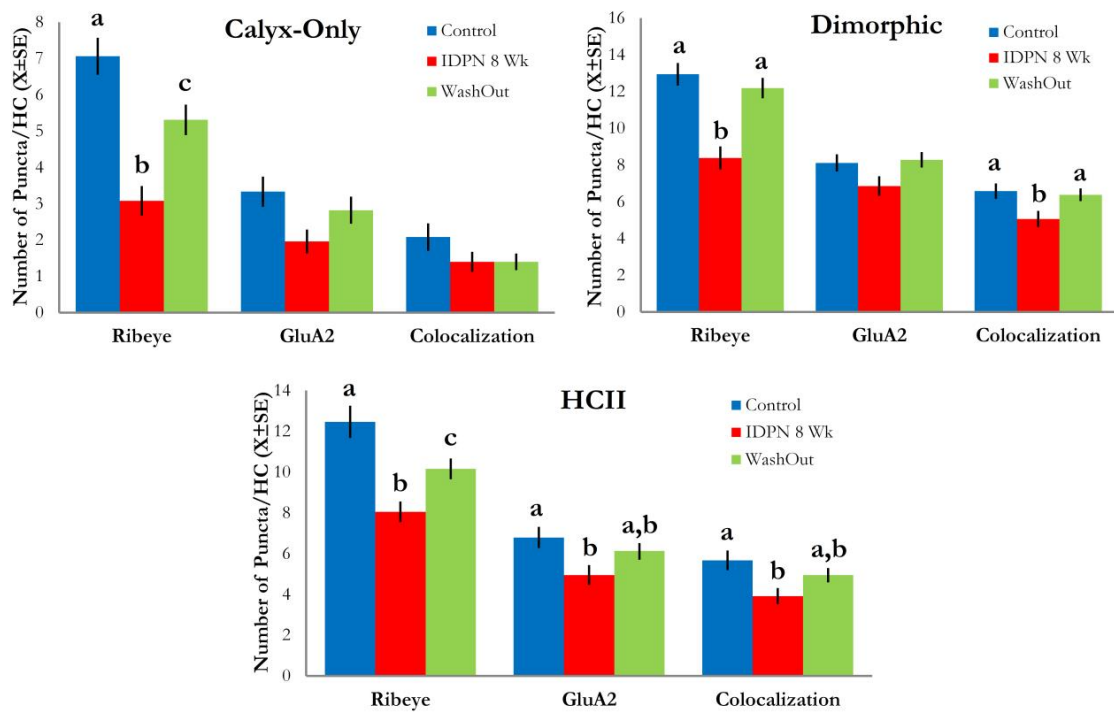 Calyx-Only
Number of Puncta/HC (X±SE)
8
7
6
5
4
3
2
1
0
a
b
c
Control
IDPN 8 Wk
WashOut
Ribeye
GluA2
Colocalization
Dimorphic
Number of Puncta/HC (X±SE)
16
14
12
10
8
6
4
2
0
a
b
a
a
b
a
Control
IDPN 8 Wk
WashOut
Ribeye
GluA2
Colocalization
HCII
Number of Puncta/HC (X±SE)
14
12
10
8
6
4
2
0
a
b
c
a
b
a,b
a
b
a,b
Control
IDPN 8 Wk
WashOut
Ribeye
GluA2
Colocalization